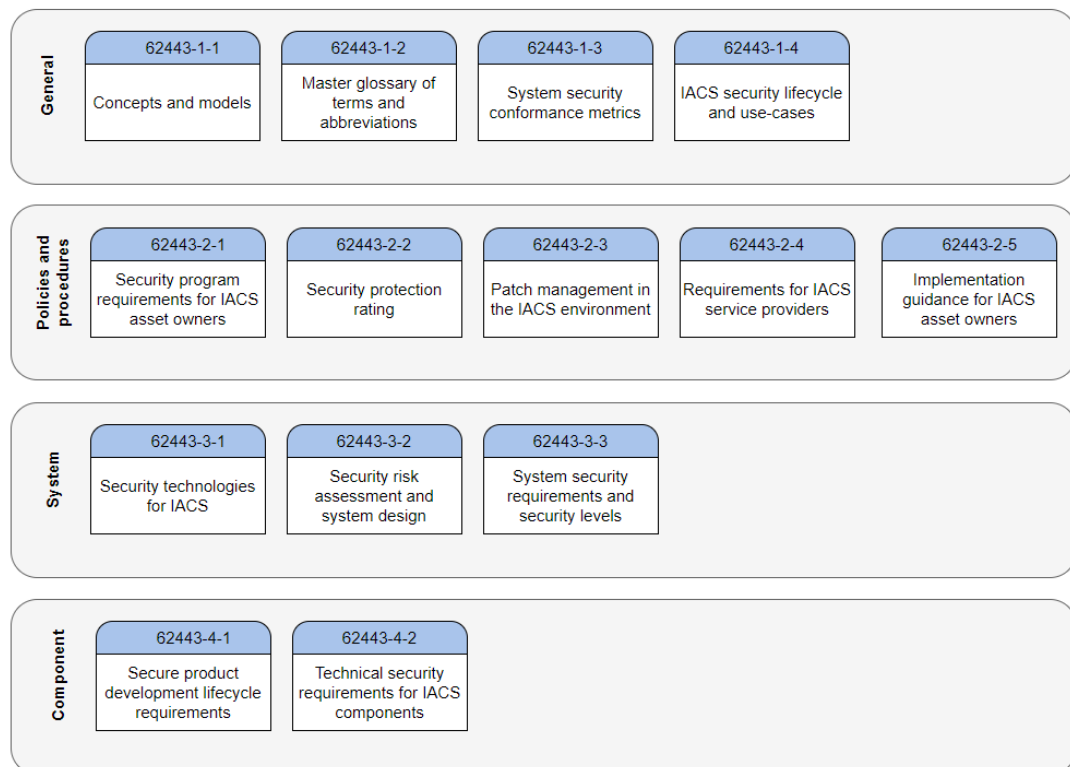 General
62443-1-1
Concepts and models
62443-1-2
Master glossary of
terms and
abbreviations
62443-1-3
System security
conformance metrics
62443-1-4
IACS security lifecycle
and use-cases
Policies and
procedures
62443-2-1
Security program
requirements for IACS
asset owners
62443-2-2
Security protection
rating
62443-2-3
Patch management in
the IACS environment
62443-2-4
Requirements for IACS
service providers
62443-2-5
Implementation
guidance for IACS
asset owners
System
62443-3-1
Security technologies
for IACS
62443-3-2
Security risk
assessment and
system design
62443-3-3
System security
requirements and
security levels
Component
62443-4-1
Secure product
development lifecycle
requirements
62443-4-2
Technical security
requirements for IACS
components